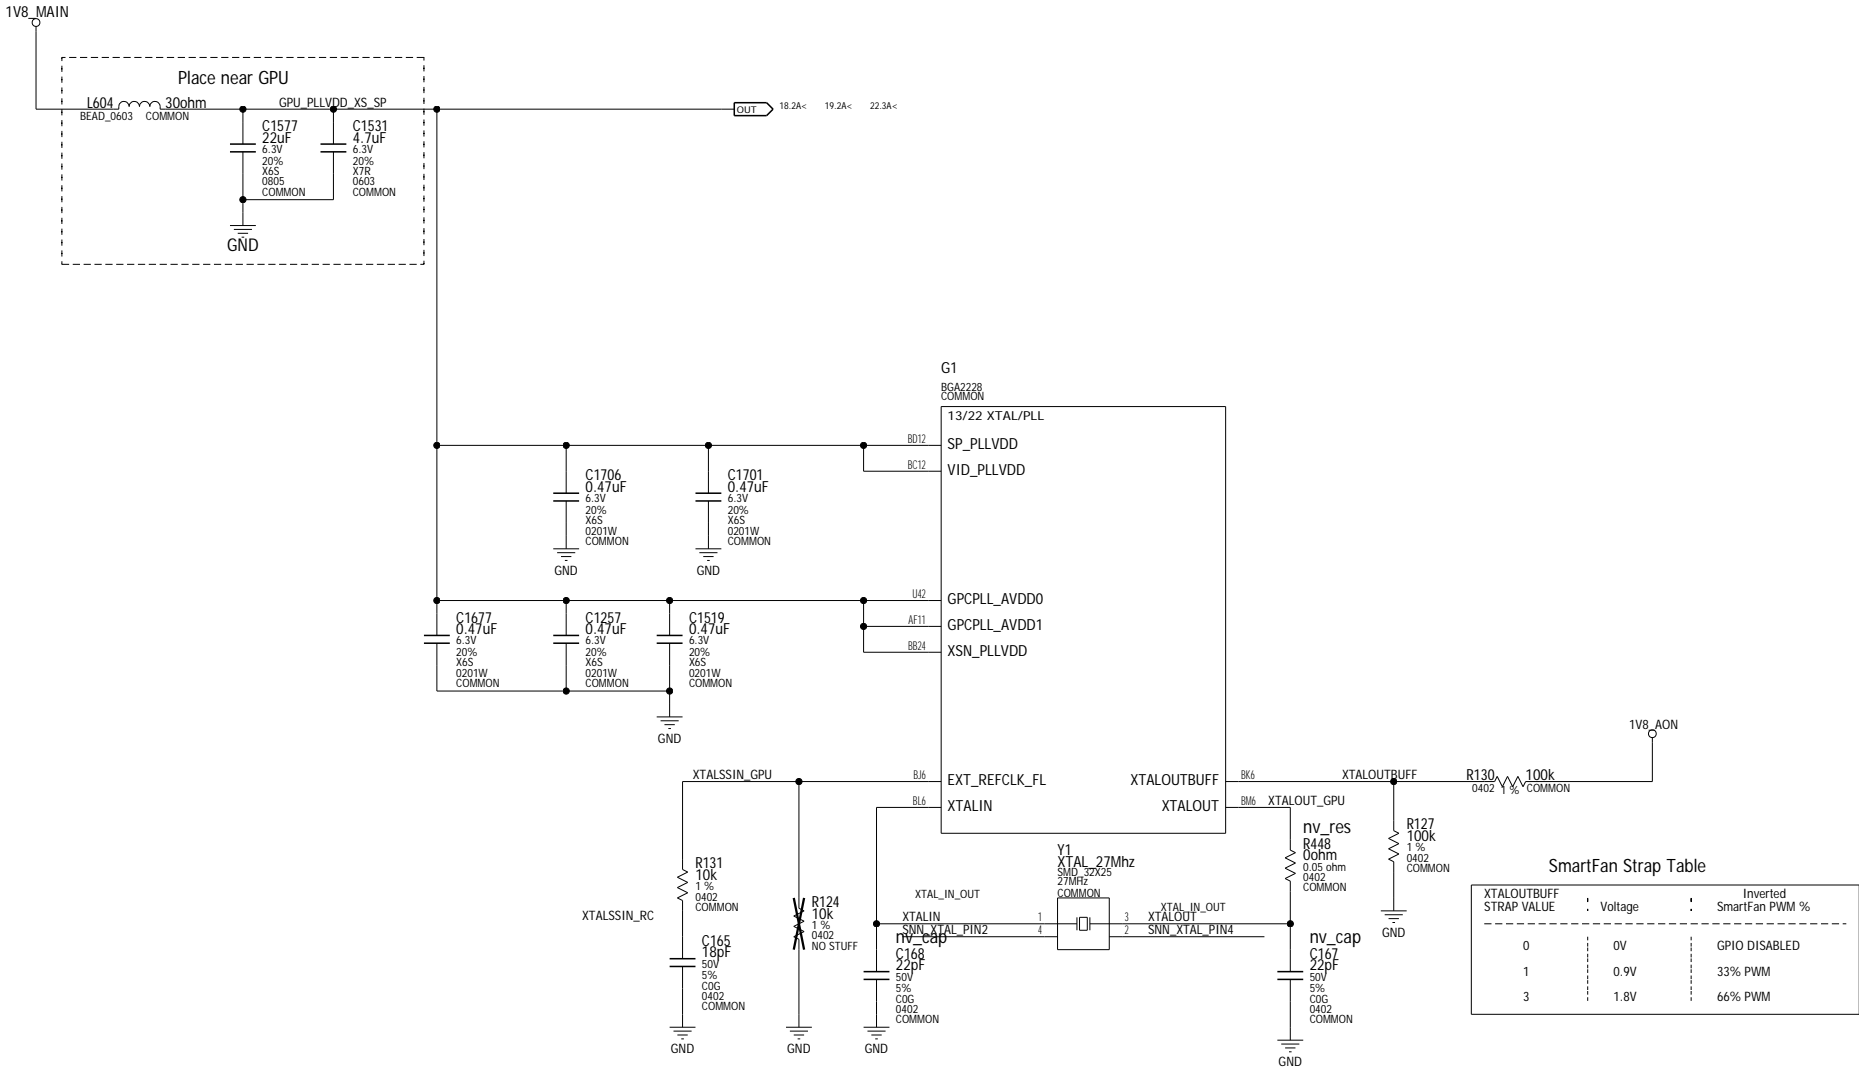 1V8_MAIN
Place near GPU
L604 30ohm
BEAD_0603 COMMON
GPU_PLLVDD_XS_SP
OUT
18.2A< 19.2A< 22.3A<
C1577
22uF
6.3V
20%
X6S
0805
COMMON
C1531
4.7uF
6.3V
20%
X7R
0603
COMMON
GND
G1
BGA2228
COMMON
13/22 XTAL/PLL
BD12 SP_PLLVDD
BC12 VID_PLLVDD
C1706
0.47uF
6.3V
20%
X6S
0201W
COMMON
GND
C1701
0.47uF
6.3V
20%
X6S
0201W
COMMON
GND
U42 GPCPLL_AVDD0
AF11 GPCPLL_AVDD1
BB24 XSN_PLLVDD
C1677
0.47uF
6.3V
20%
X6S
0201W
COMMON
C1257
0.47uF
6.3V
20%
X6S
0201W
COMMON
C1519
0.47uF
6.3V
20%
X6S
0201W
COMMON
GND
1V8_AON
XTALSSIN_GPU
BJ6 EXT_REFCLK_FL
BL6 XTALIN
XTALOUTBUFF BK6
XTALOUT BM6
XTALOUTBUFF
XTALOUT_GPU
R130 100k
0402 1 % COMMON
R127
100k
1 %
0402
COMMON
GND
nv_res
R448
0ohm
0.05 ohm
0402
COMMON
Y1
XTAL_27Mhz
SMD_32X25
27MHz
COMMON
R131
10k
1 %
0402
COMMON
XTALSSIN_RC
C165
18pF
50V
5%
C0G
0402
COMMON
GND
R124
10k
1 %
0402
NO STUFF
GND
XTAL_IN_OUT
XTALIN 1
SNN_XTAL_PIN2 4
XTAL_IN_OUT
3 XTALOUT
2 SNN_XTAL_PIN4
nv_cap
C168
22pF
50V
5%
C0G
0402
COMMON
GND
nv_cap
C167
22pF
50V
5%
C0G
0402
COMMON
GND
SmartFan Strap Table
XTALOUTBUFF
STRAP VALUE
Voltage
Inverted
SmartFan PWM %
0 0V GPIO DISABLED
1 0.9V 33% PWM
3 1.8V 66% PWM